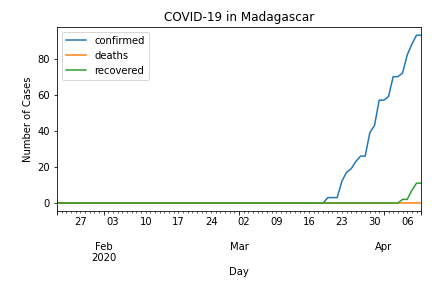 COVID-19 in Madagascar
confirmed
deaths
recovered
Number of Cases
80
60
40
20
0
27 03 10 17 24 02 09 16 23 30 06
Feb Mar Apr
2020
Day